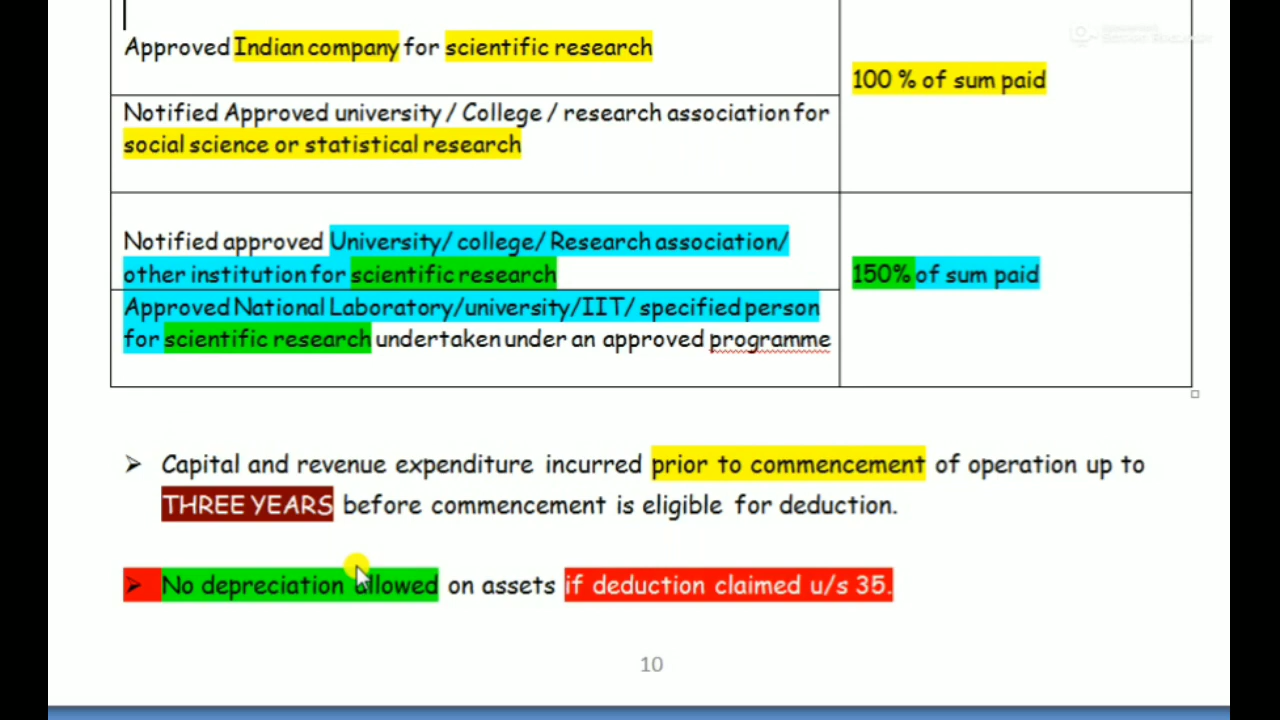 Approved Indian company for scientific research
100 % of sum paid
Notified Approved university / College / research association for
social science or statistical research
Notified approved University/ college/ Research association/
other institution for scientific research
150% of sum paid
Approved National Laboratory/university/IIT/ specified person
for scientific research undertaken under an approved programme
➢ Capital and revenue expenditure incurred prior to commencement of operation up to
THREE YEARS before commencement is eligible for deduction.
➢ No depreciation allowed on assets if deduction claimed u/s 35.
10